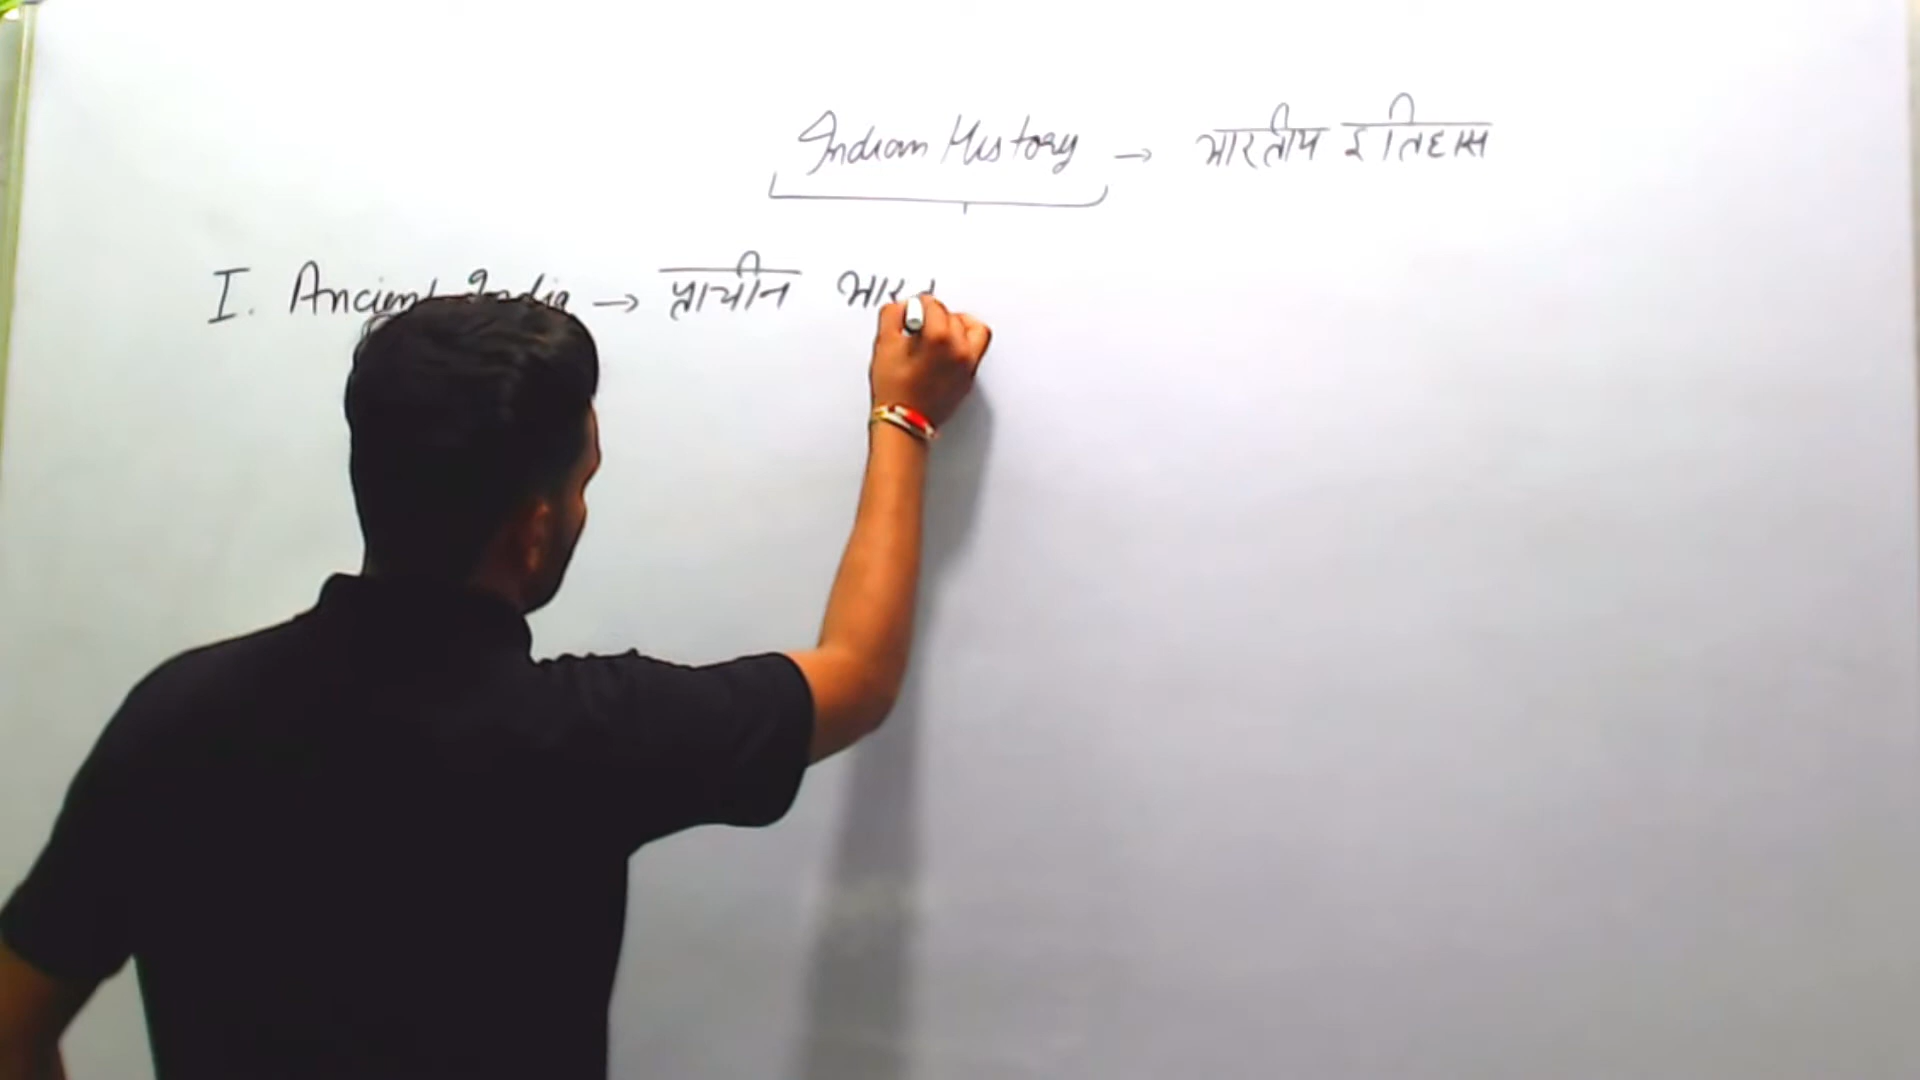 Indian History → भारतीय इतिहास
I. Ancient India → प्राचीन भारत